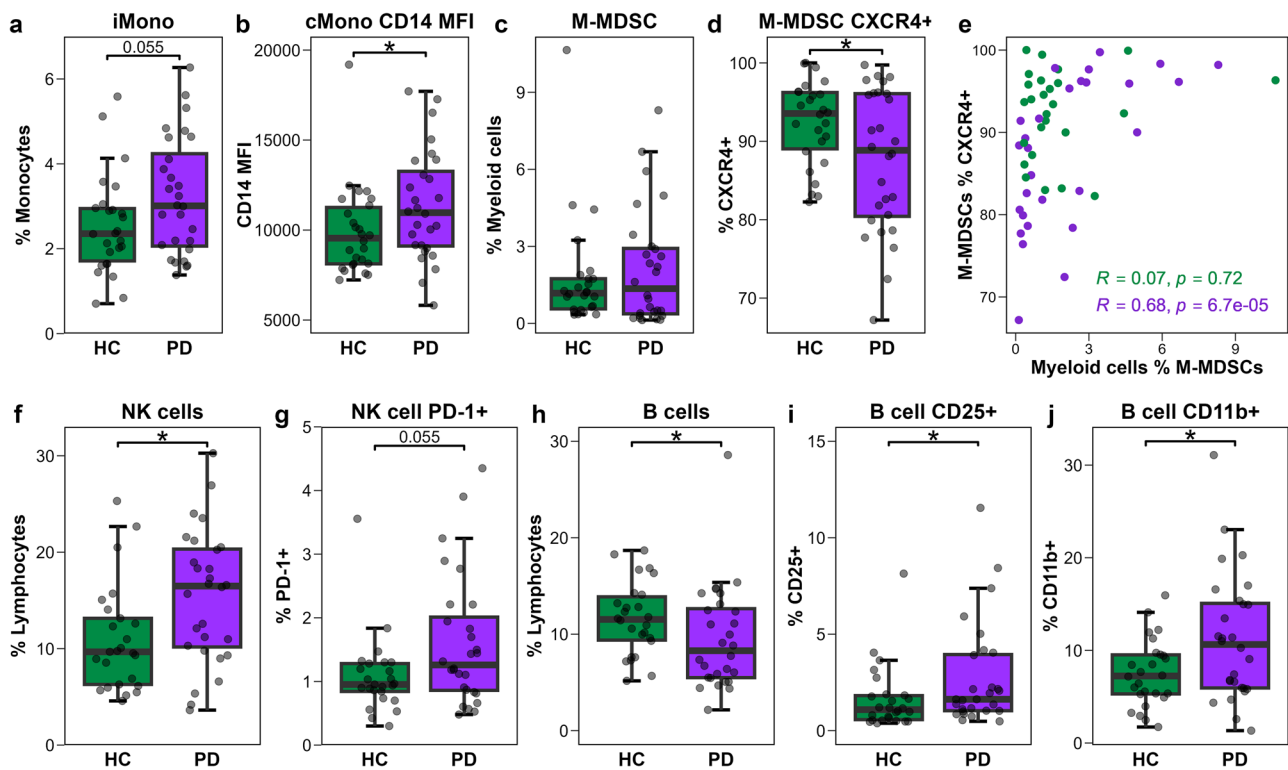 a
iMono
0.055
% Monocytes
6
4
2
0
HC PD
b
cMono CD14 MFI
*
CD14 MFI
20000
15000
10000
5000
HC PD
c
M-MDSC
% Myeloid cells
9
6
3
0
HC PD
d
M-MDSC CXCR4+
*
% CXCR4+
100
90
80
70
HC PD
e
M-MDSCs % CXCR4+
100
90
80
70
R = 0.07, p = 0.72
R = 0.68, p = 6.7e-05
0 3 6 9
Myeloid cells % M-MDSCs
f
NK cells
*
% Lymphocytes
30
20
10
0
HC PD
g
NK cell PD-1+
0.055
% PD-1+
5
4
3
2
1
0
HC PD
h
B cells
*
% Lymphocytes
30
20
10
0
HC PD
i
B cell CD25+
*
% CD25+
15
10
5
0
HC PD
j
B cell CD11b+
*
% CD11b+
30
20
10
0
HC PD